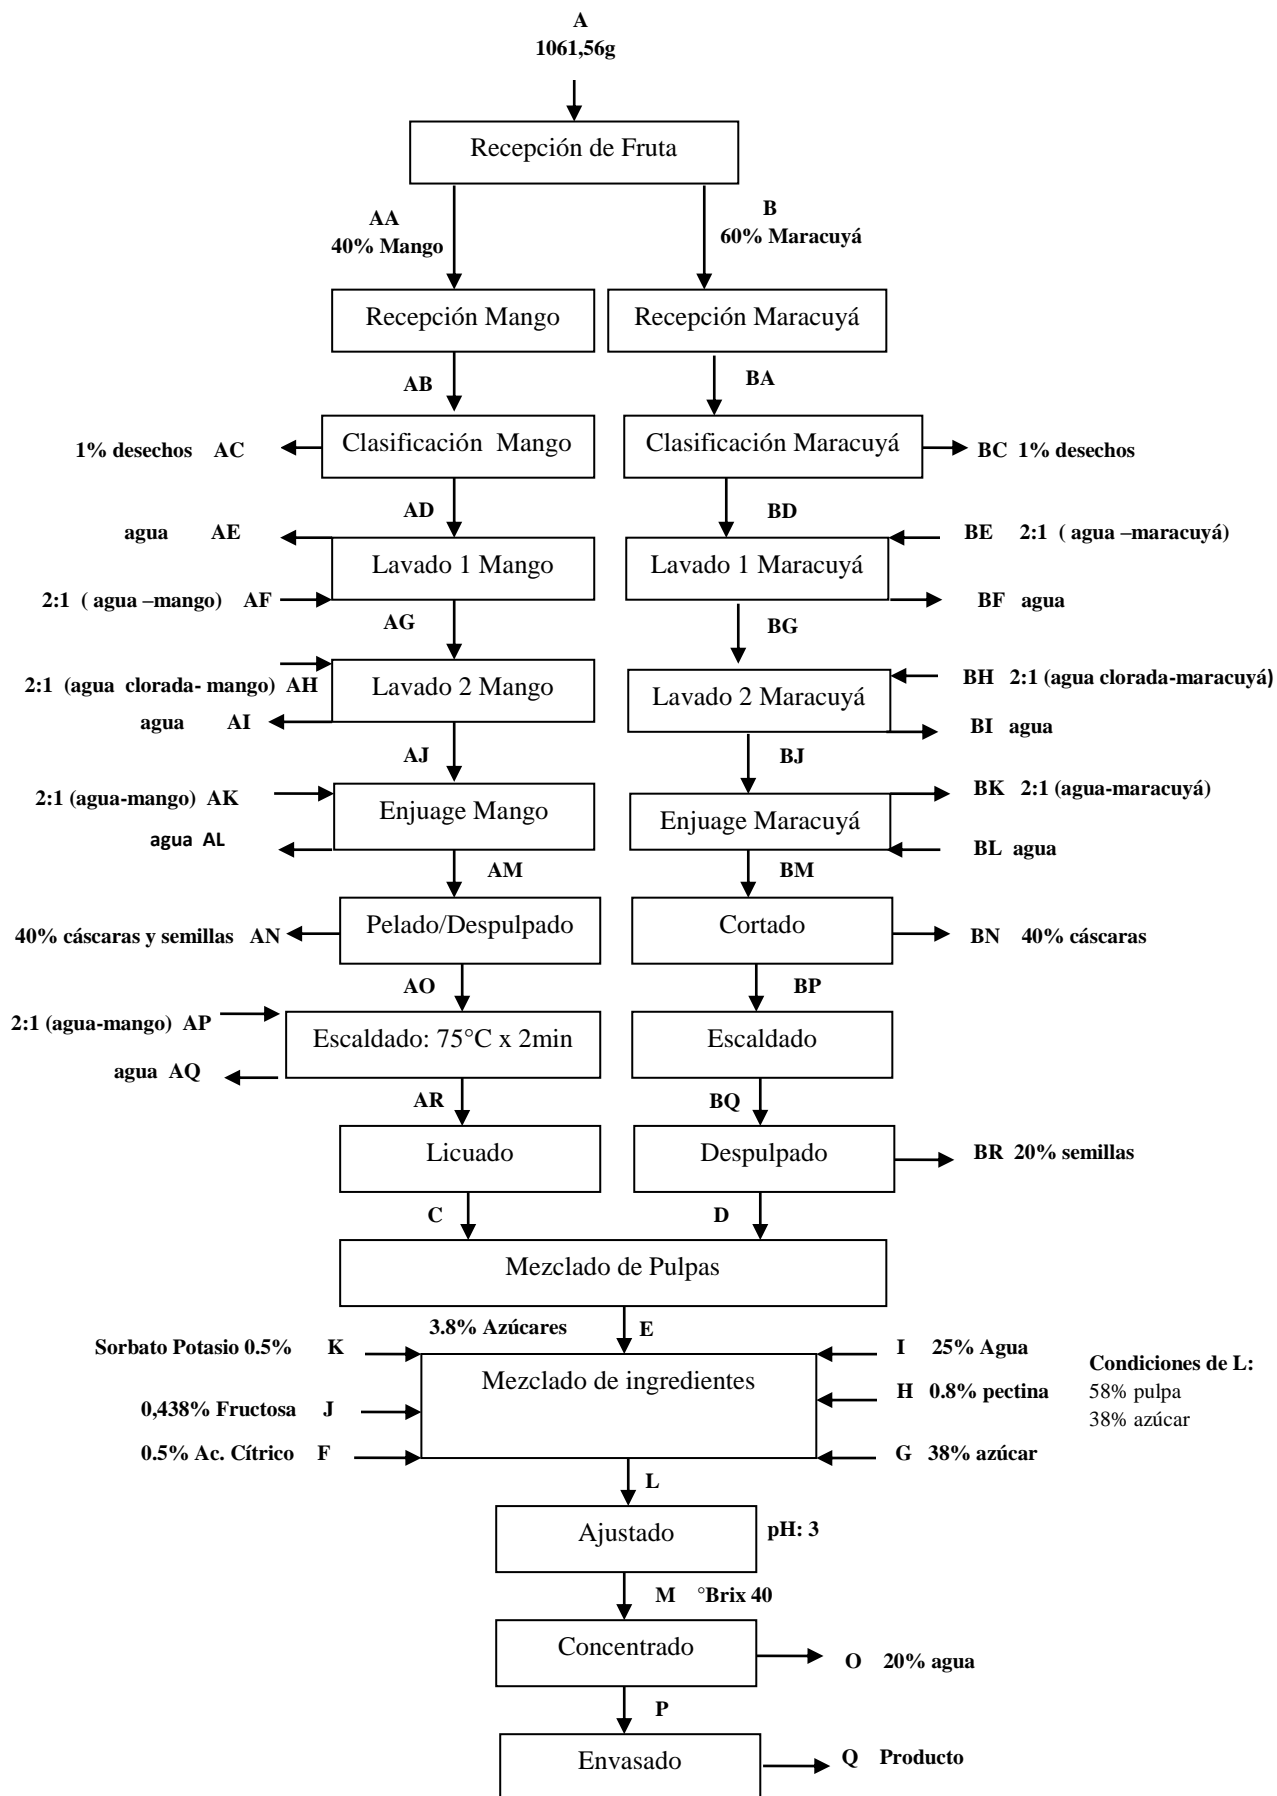 A
1061,56g
Recepción de Fruta
AA
40% Mango
B
60% Maracuyá
Recepción Mango
Recepción Maracuyá
AB
BA
1% desechos AC
Clasificación Mango
Clasificación Maracuyá
BC 1% desechos
AD
BD
agua AE
Lavado 1 Mango
Lavado 1 Maracuyá
BE 2:1 ( agua –maracuyá)
2:1 ( agua –mango) AF
BF agua
AG
BG
2:1 (agua clorada- mango) AH
Lavado 2 Mango
Lavado 2 Maracuyá
BH 2:1 (agua clorada-maracuyá)
agua AI
BI agua
AJ
BJ
2:1 (agua-mango) AK
Enjuage Mango
Enjuage Maracuyá
BK 2:1 (agua-maracuyá)
agua AL
BL agua
AM
BM
40% cáscaras y semillas AN
Pelado/Despulpado
Cortado
BN 40% cáscaras
AO
BP
2:1 (agua-mango) AP
Escaldado: 75°C x 2min
Escaldado
agua AQ
AR
BQ
Licuado
Despulpado
BR 20% semillas
C
D
Mezclado de Pulpas
3.8% Azúcares E
Sorbato Potasio 0.5% K
Mezclado de ingredientes
I 25% Agua
0,438% Fructosa J
H 0.8% pectina
0.5% Ac. Cítrico F
G 38% azúcar
Condiciones de L:
58% pulpa
38% azúcar
L
Ajustado
pH: 3
M °Brix 40
Concentrado
O 20% agua
P
Envasado
Q Producto